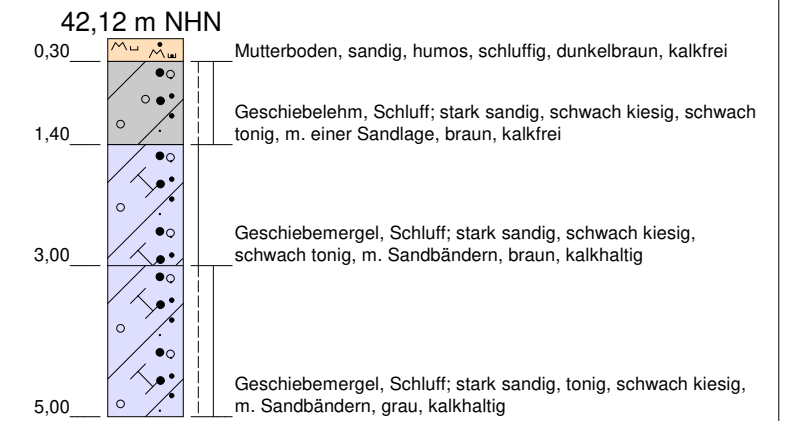 42,12 m NHN
0,30
Mutterboden, sandig, humos, schluffig, dunkelbraun, kalkfrei
Geschiebelehm, Schluff; stark sandig, schwach kiesig, schwach
1,40
tonig, m. einer Sandlage, braun, kalkfrei
Geschiebemergel, Schluff; stark sandig, schwach kiesig,
3,00
schwach tonig, m. Sandbändern, braun, kalkhaltig
Geschiebemergel, Schluff; stark sandig, tonig, schwach kiesig,
5,00
m. Sandbändern, grau, kalkhaltig